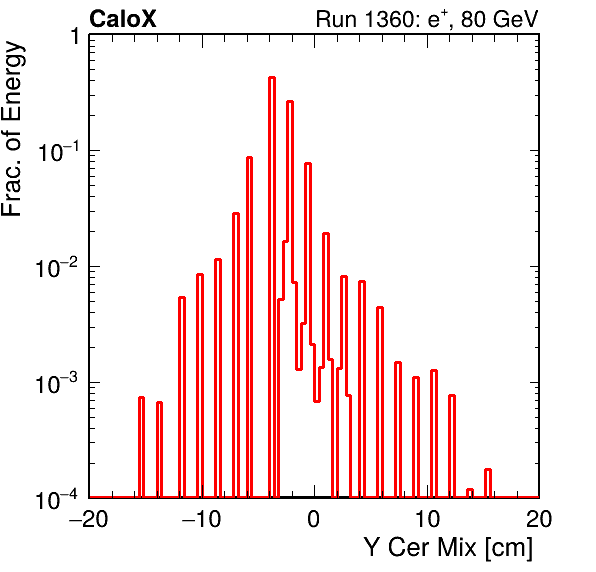 CaloX Run 1360: e⁺, 80 GeV
Frac. of Energy
1
10⁻¹
10⁻²
10⁻³
10⁻⁴
−20 −10 0 10 20
Y Cer Mix [cm]